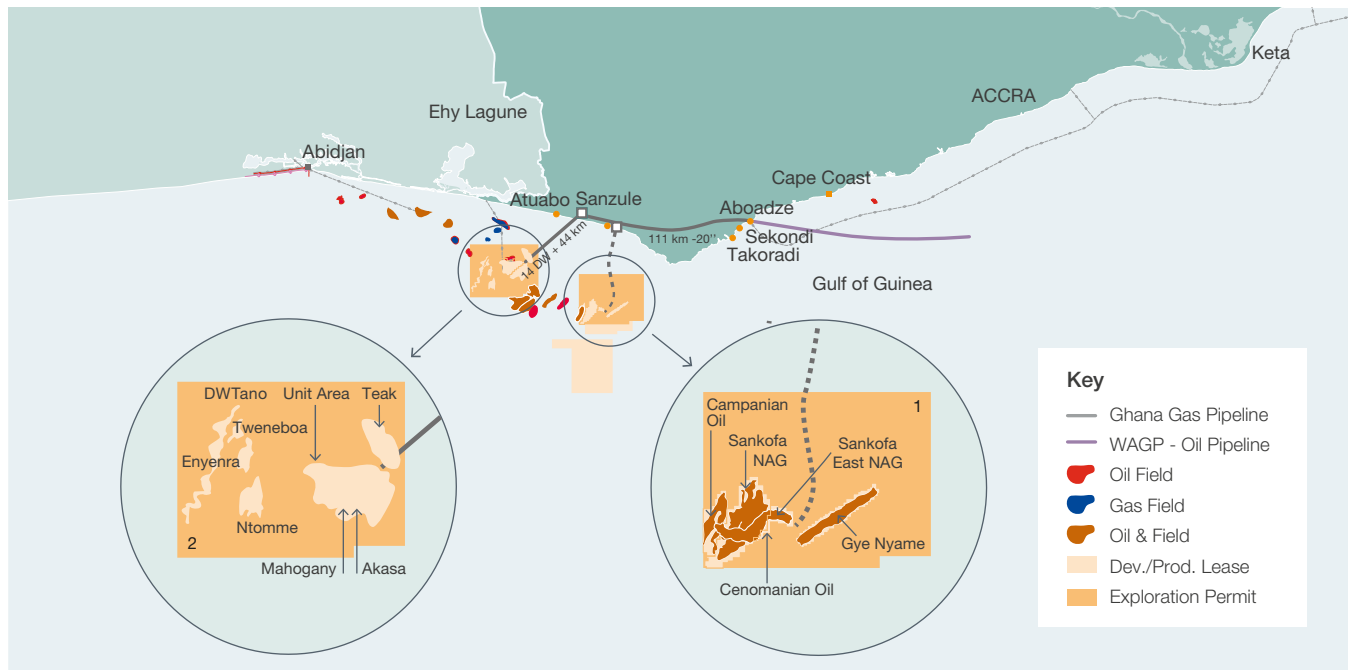 Keta
ACCRA
Ehy Lagune
Abidjan
Cape Coast
Atuabo
Sanzule
Aboadze
111 km -20"
Sekondi
Takoradi
14 DW + 44 km
Gulf of Guinea
DWTano
Unit Area
Teak
Tweneboa
Enyenra
Ntomme
2
Mahogany
Akasa
Campanian
Oil
1
Sankofa
NAG
Sankofa
East NAG
Gye Nyame
Cenomanian Oil
Key
Ghana Gas Pipeline
WAGP - Oil Pipeline
Oil Field
Gas Field
Oil & Field
Dev./Prod. Lease
Exploration Permit